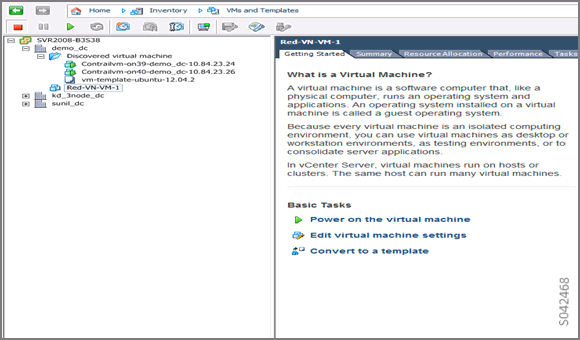 Home Inventory VMs and Templates
SVR2008-B3S38
demo_dc
Discovered virtual machine
Contrailvm-on39-demo_dc-10.84.23.24
Contrailvm-on40-demo_dc-10.84.23.26
vm-template-ubuntu-12.04.2
Red-VN-VM-1
kd_3node_dc
sunil_dc
Red-VN-VM-1
Getting Started Summary Resource Allocation Performance Tasks
What is a Virtual Machine?
A virtual machine is a software computer that, like a
physical computer, runs an operating system and
applications. An operating system installed on a virtual
machine is called a guest operating system.
Because every virtual machine is an isolated computing
environment, you can use virtual machines as desktop or
workstation environments, as testing environments, or to
consolidate server applications.
In vCenter Server, virtual machines run on hosts or
clusters. The same host can run many virtual machines.
Basic Tasks
Power on the virtual machine
Edit virtual machine settings
Convert to a template
S042468